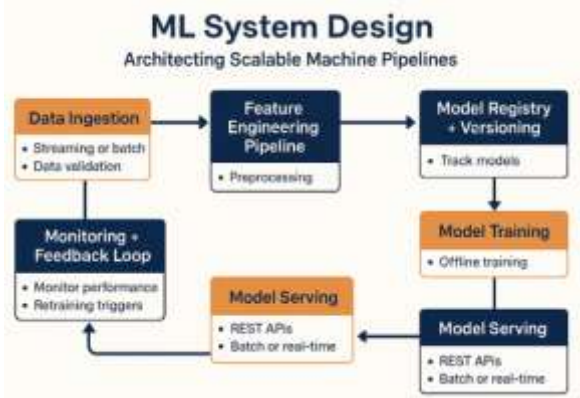 ML System Design
Architecting Scalable Machine Pipelines
Data Ingestion
• Streaming or batch
• Data validation
Feature
Engineering
Pipeline
• Preprocessing
Model Registry
+ Versioning
• Track models
Model Training
• Offline training
Model Serving
• REST APIs
• Batch or real-time
Model Serving
• REST APIs
• Batch or real-time
Monitoring +
Feedback Loop
• Monitor performance
• Retraining triggers